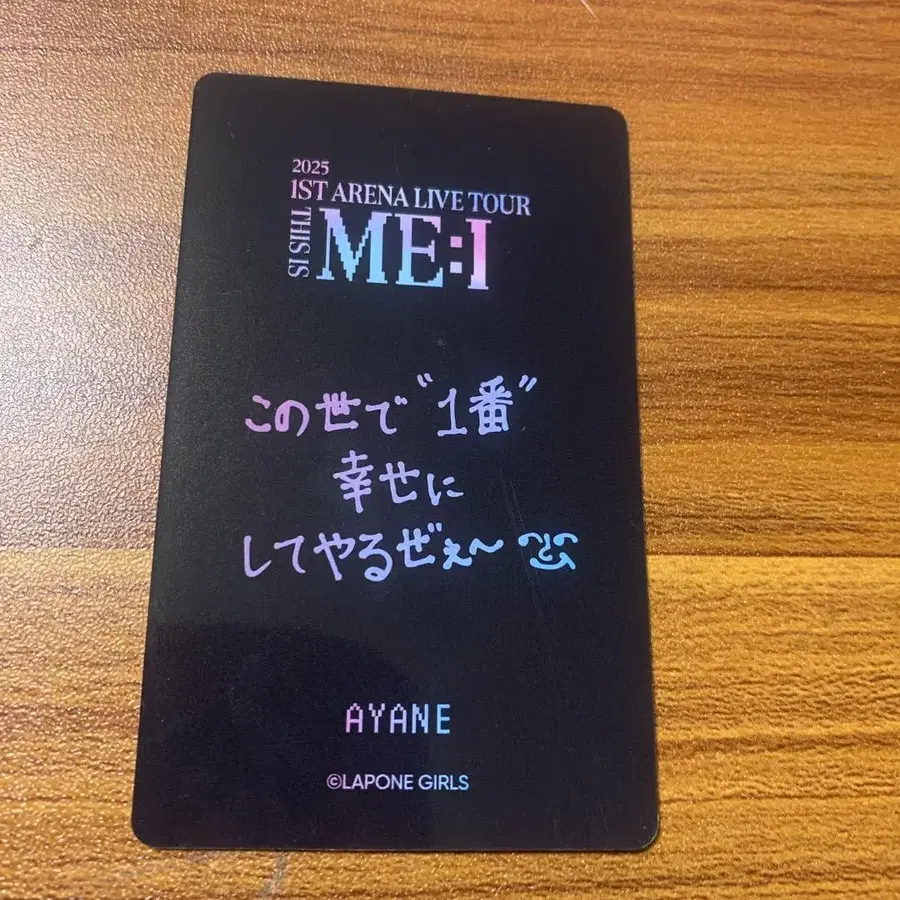 2025
1ST ARENA LIVE TOUR
THIS IS
ME:I
この世で"1番"
幸せに
してやるぜぇ〜
AYANE
©LAPONE GIRLS